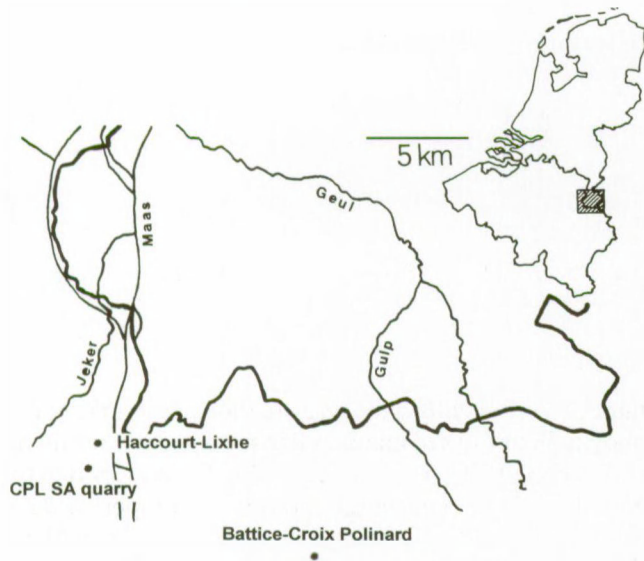 5 km
Geul
Maas
Gulp
Jeker
Haccourt-Lixhe
CPL SA quarry
Battice-Croix Polinard